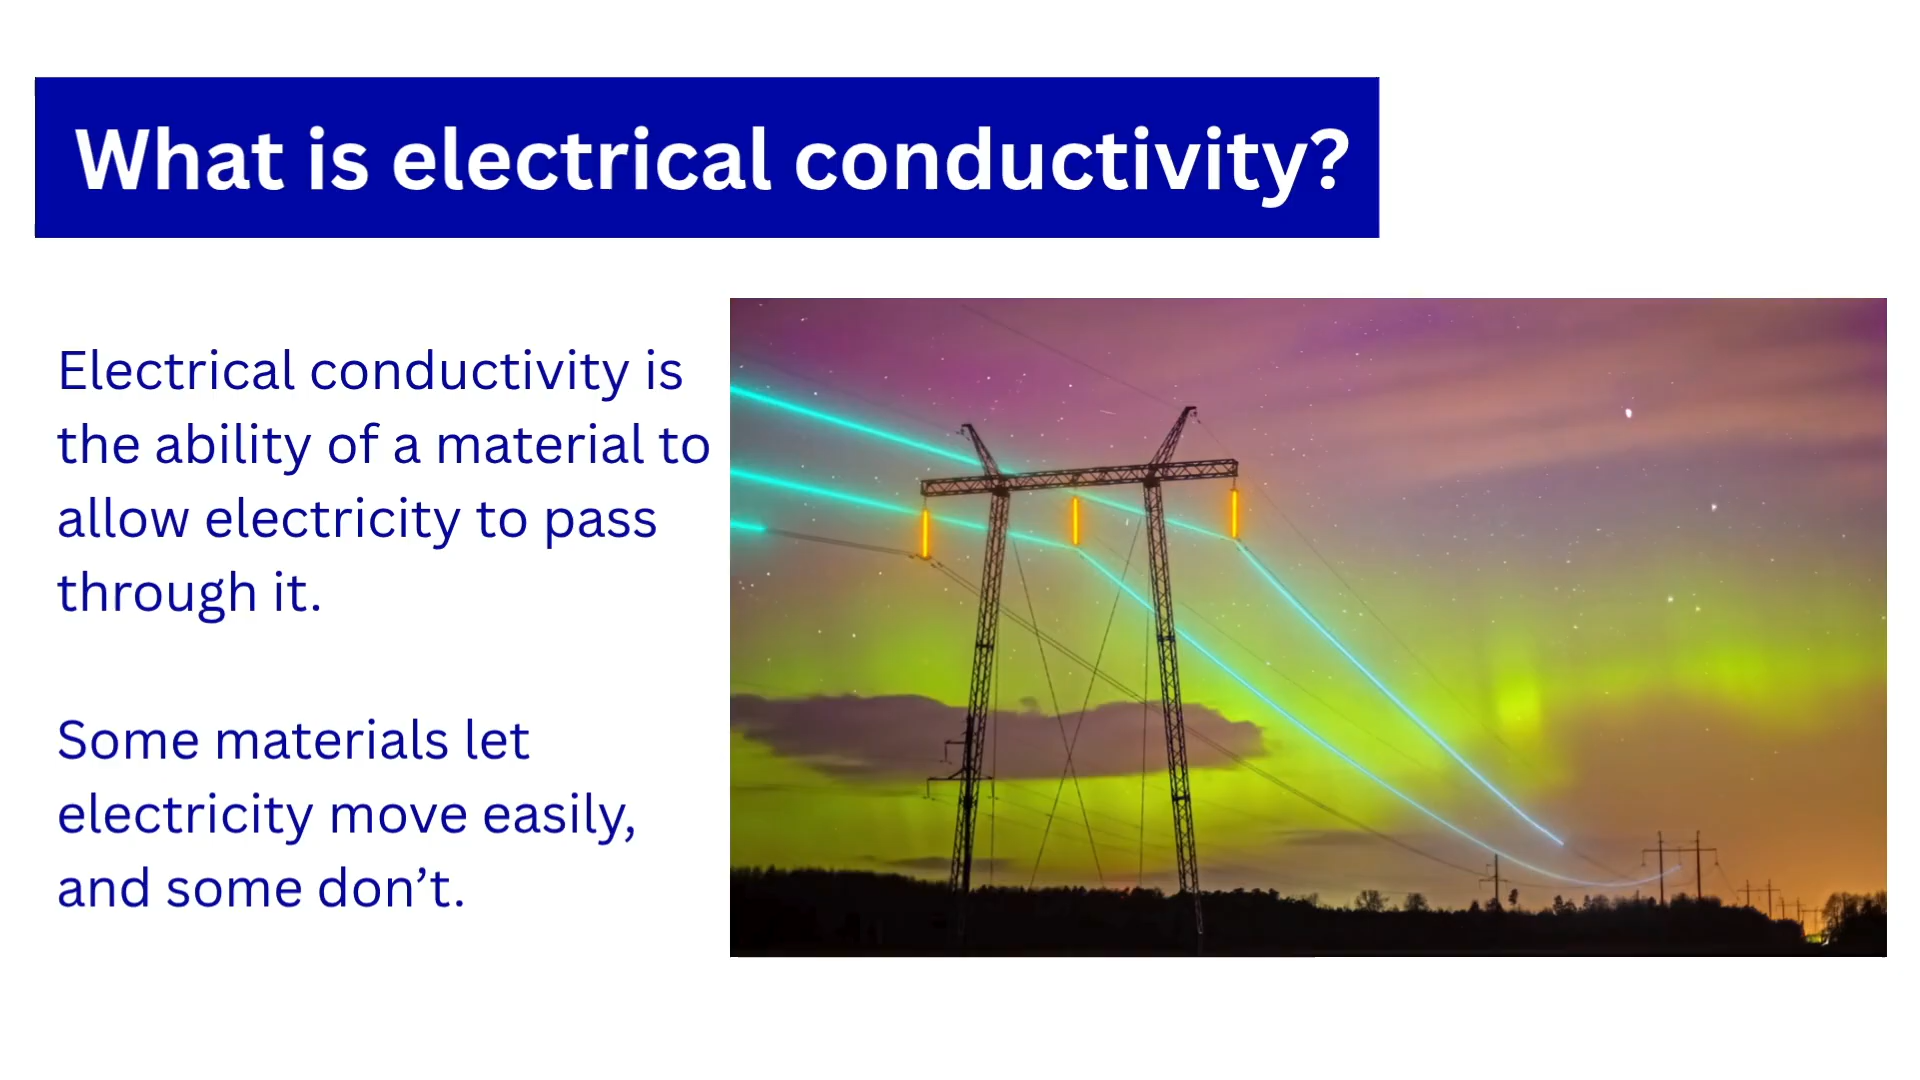 What is electrical conductivity?
Electrical conductivity is
the ability of a material to
allow electricity to pass
through it.
Some materials let
electricity move easily,
and some don’t.